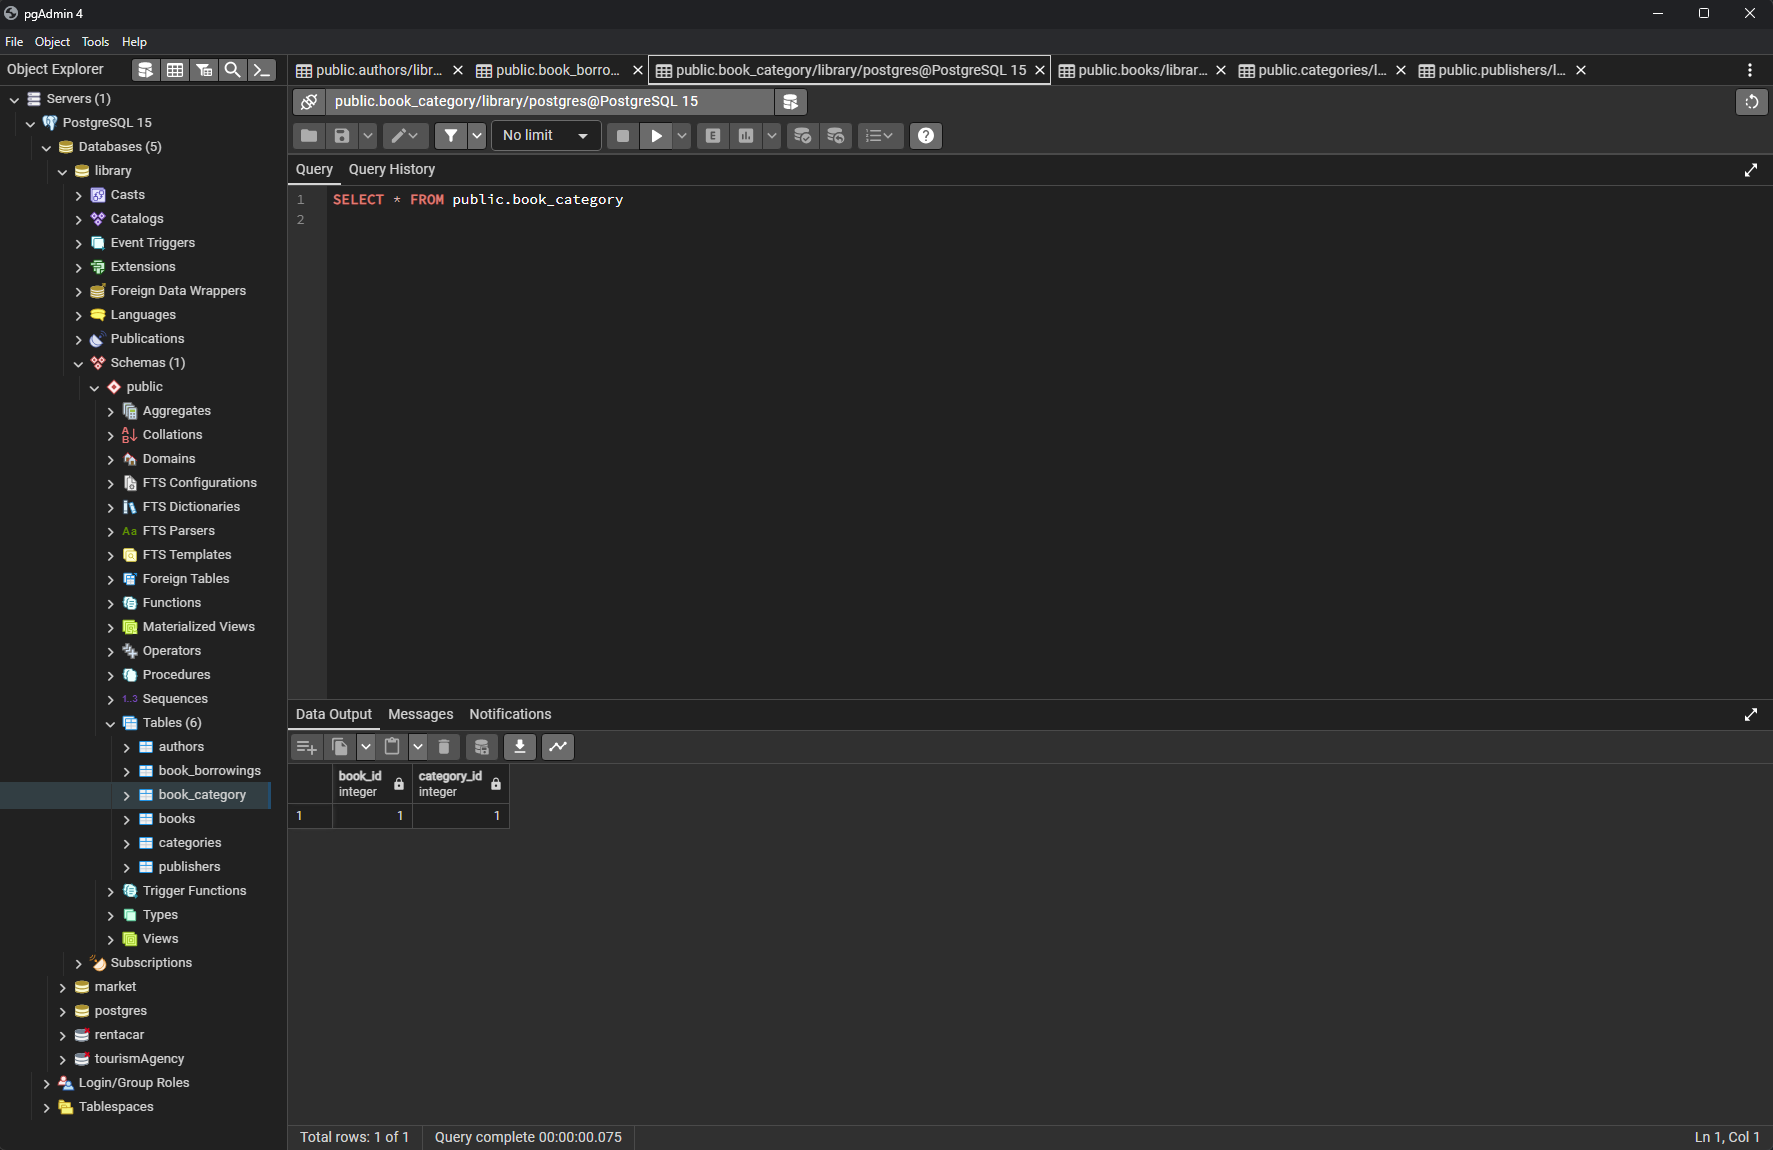 pgAdmin 4
File Object Tools Help
Object Explorer
public.authors/libr... public.book_borro... public.book_category/library/postgres@PostgreSQL 15 public.books/librar... public.categories/l... public.publishers/l...
Servers (1)
PostgreSQL 15
Databases (5)
library
Casts
Catalogs
Event Triggers
Extensions
Foreign Data Wrappers
Languages
Publications
Schemas (1)
public
Aggregates
Collations
Domains
FTS Configurations
FTS Dictionaries
Aa FTS Parsers
FTS Templates
Foreign Tables
Functions
Materialized Views
Operators
Procedures
1..3 Sequences
Tables (6)
authors
book_borrowings
book_category
books
categories
publishers
Trigger Functions
Types
Views
Subscriptions
market
postgres
rentacar
tourismAgency
Login/Group Roles
Tablespaces
public.book_category/library/postgres@PostgreSQL 15
No limit
E
Query Query History
1 SELECT * FROM public.book_category
2
Data Output Messages Notifications
book_id category_id
integer integer
1 1 1
Total rows: 1 of 1 Query complete 00:00:00.075 Ln 1, Col 1